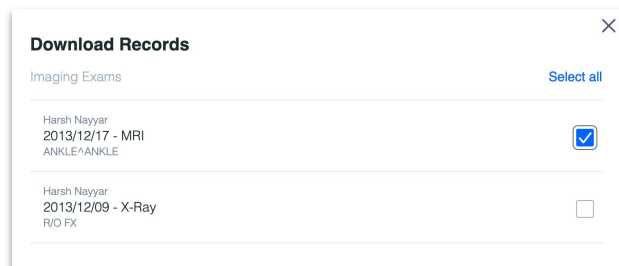 Download Records
Imaging Exams
Select all
Harsh Nayyar
2013/12/17 - MRI
ANKLE^ANKLE
Harsh Nayyar
2013/12/09 - X-Ray
R/O FX